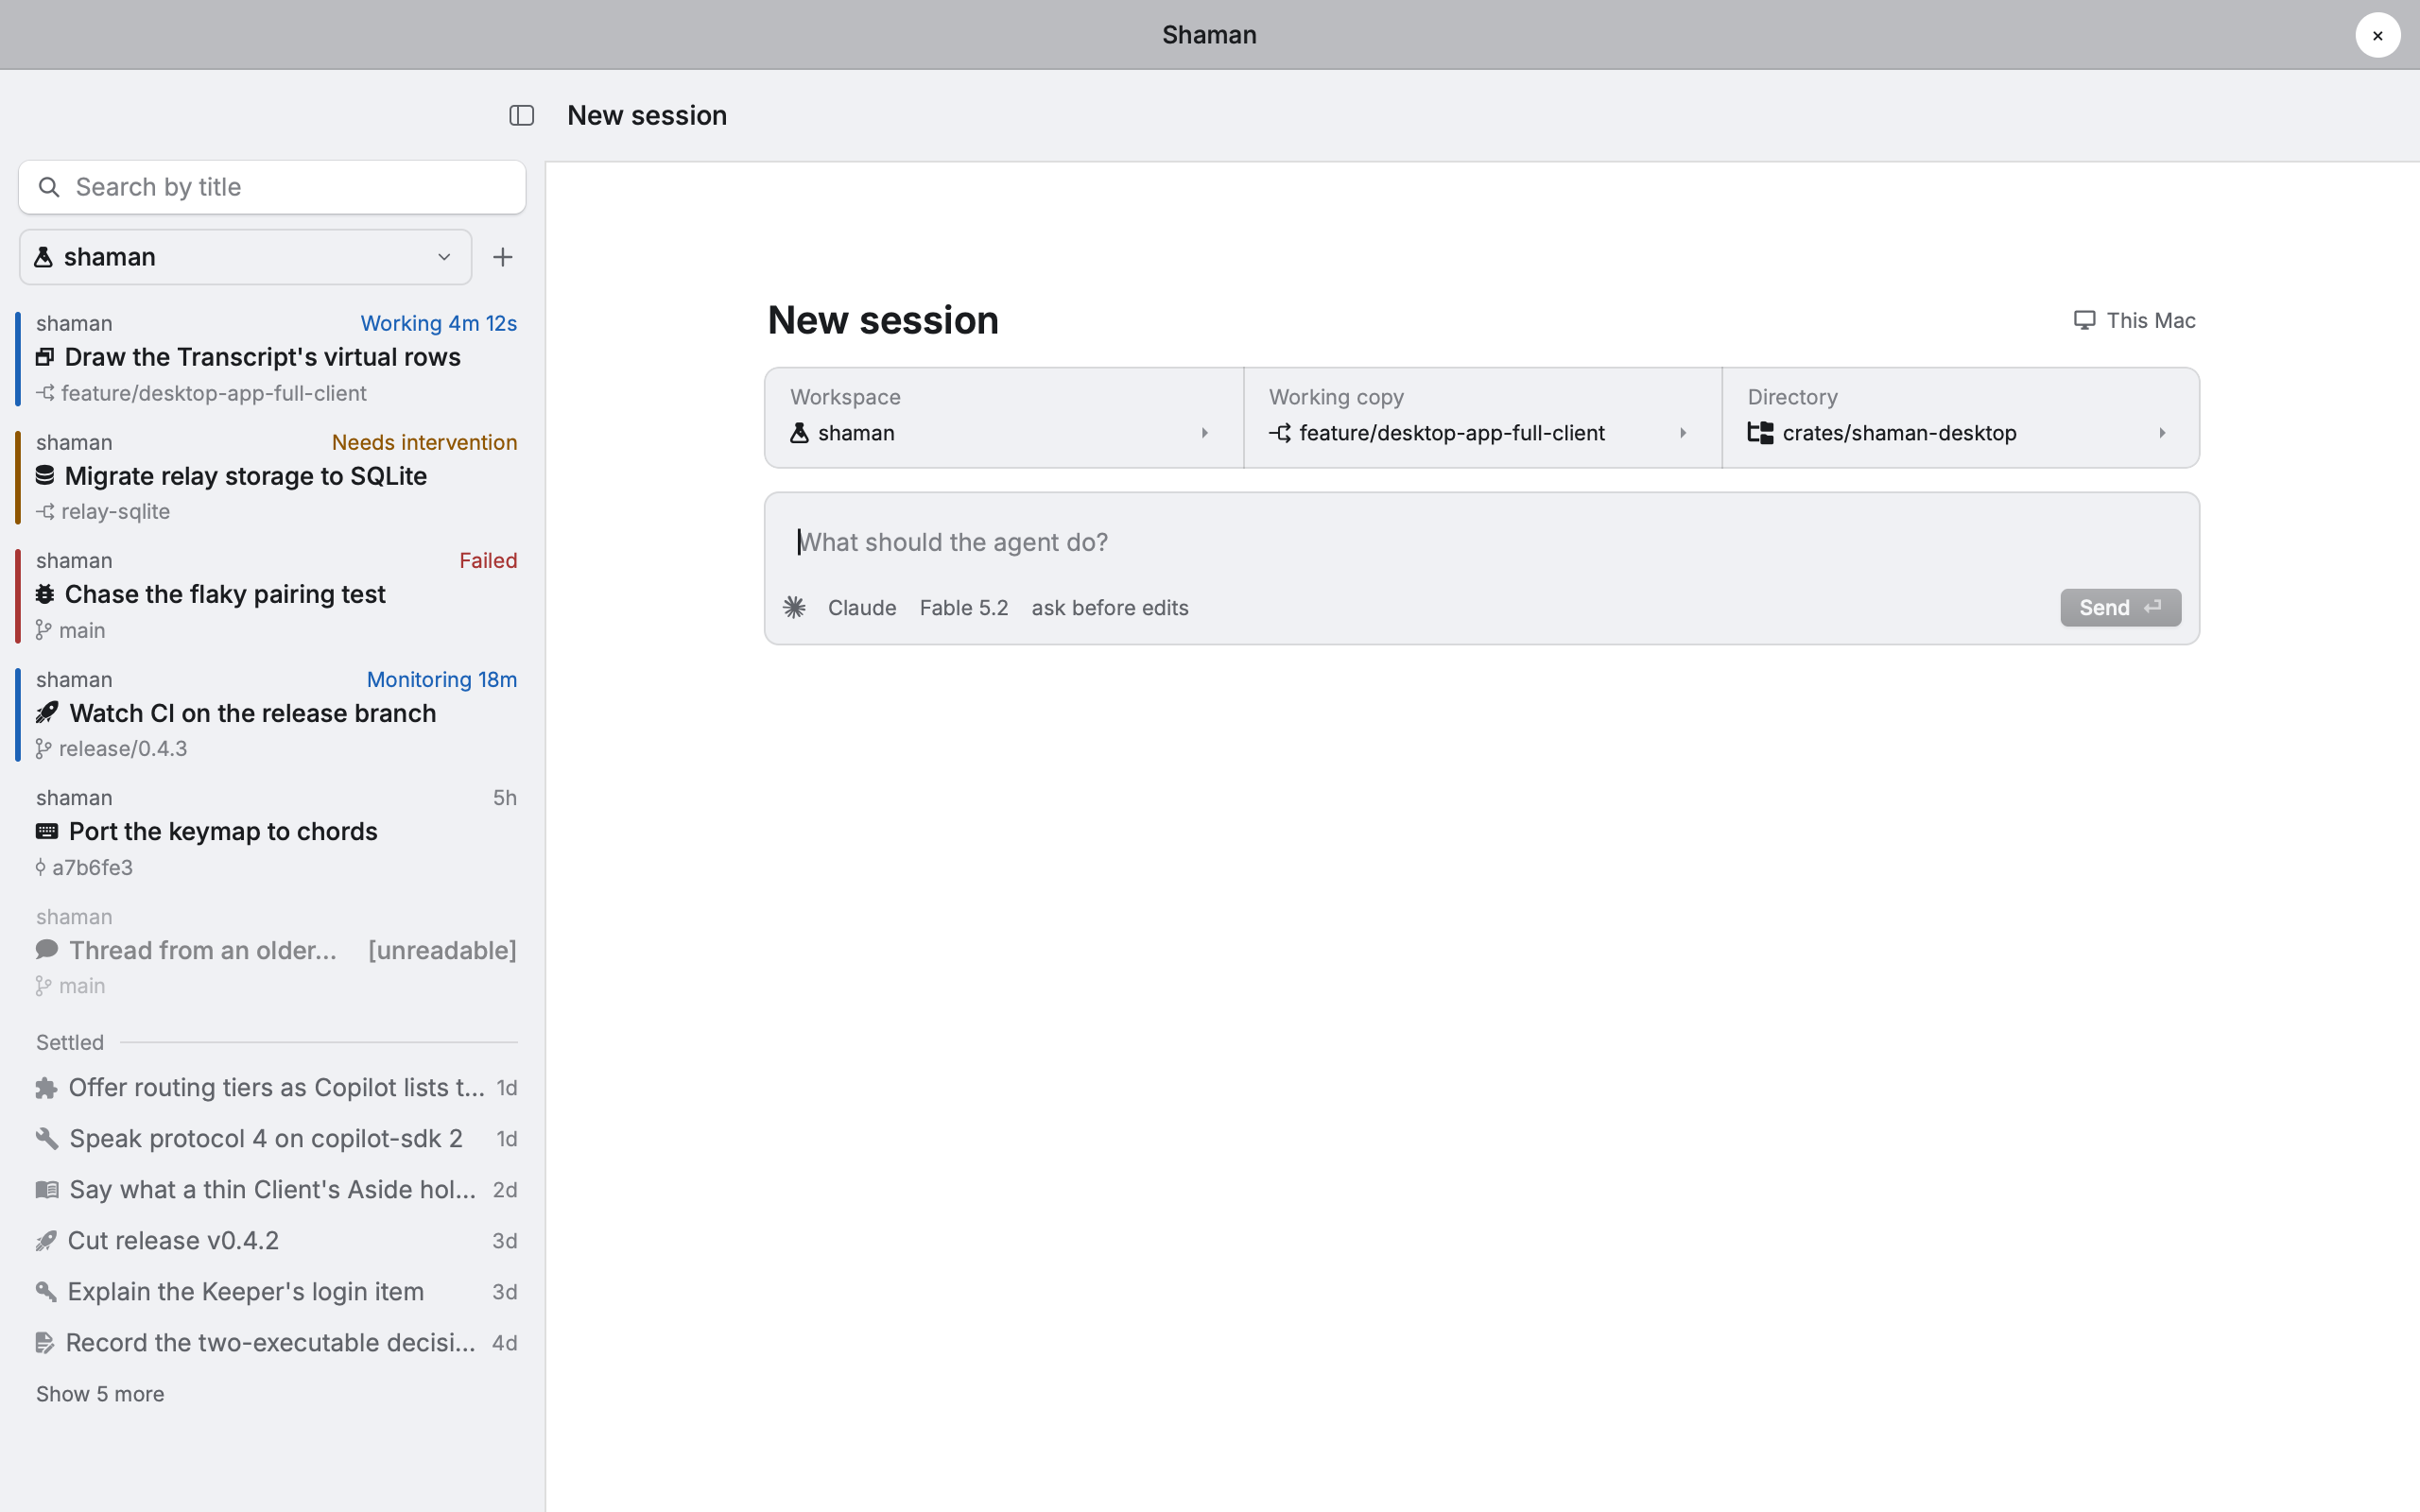 Shaman
New session
Search by title
shaman
shaman Working 4m 12s
Draw the Transcript's virtual rows
feature/desktop-app-full-client
shaman Needs intervention
Migrate relay storage to SQLite
relay-sqlite
shaman Failed
Chase the flaky pairing test
main
shaman Monitoring 18m
Watch CI on the release branch
release/0.4.3
shaman 5h
Port the keymap to chords
a7b6fe3
shaman
Thread from an older... [unreadable]
main
Settled
Offer routing tiers as Copilot lists t... 1d
Speak protocol 4 on copilot-sdk 2 1d
Say what a thin Client's Aside hol... 2d
Cut release v0.4.2 3d
Explain the Keeper's login item 3d
Record the two-executable decisi... 4d
Show 5 more
New session This Mac
Workspace Working copy Directory
shaman feature/desktop-app-full-client crates/shaman-desktop
What should the agent do?
Claude Fable 5.2 ask before edits Send